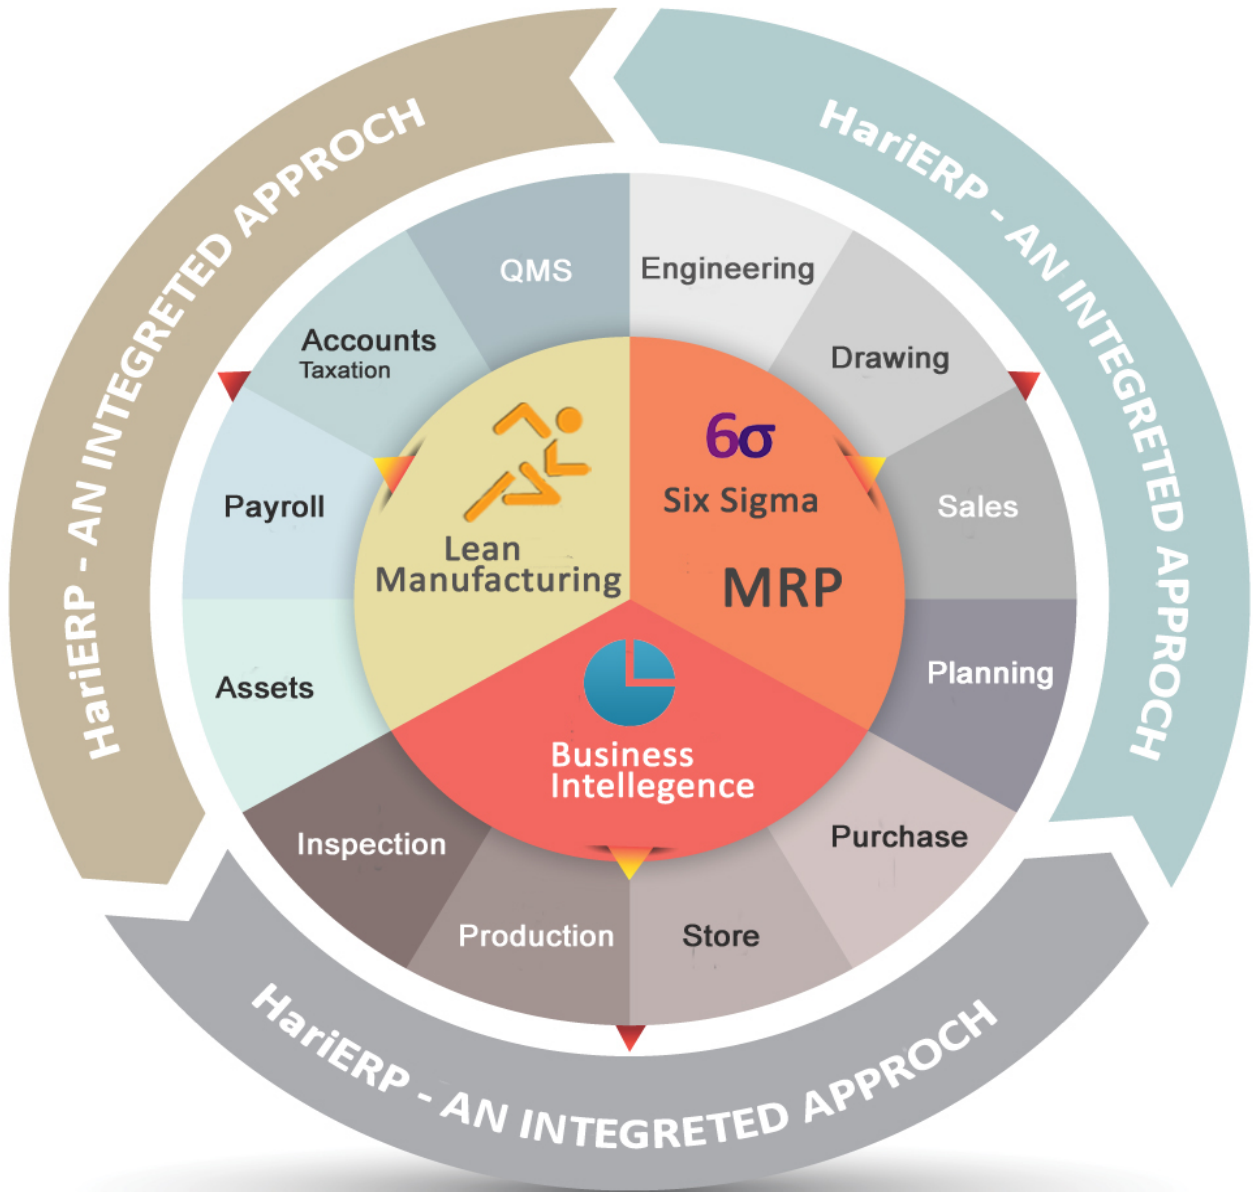 HariERP - AN INTEGRETED APPROCH
HariERP - AN INTEGRETED APPROCH
HariERP - AN INTEGRETED APPROCH
QMS
Engineering
Drawing
Sales
Planning
Purchase
Store
Production
Inspection
Assets
Payroll
Accounts
Taxation
Lean
Manufacturing
6σ
Six Sigma
MRP
Business
Intellegence